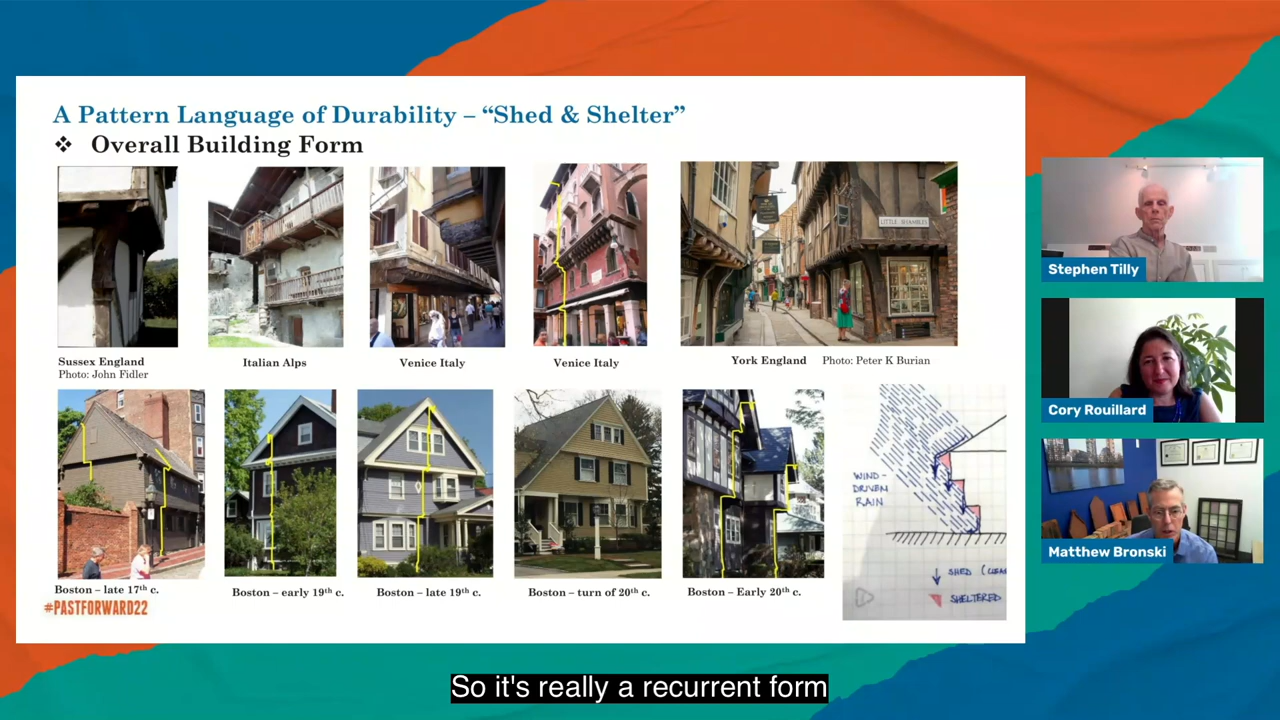 A Pattern Language of Durability – “Shed & Shelter”
❖ Overall Building Form
LITTLE SHAMBLES
Sussex England
Photo: John Fidler
Italian Alps
Venice Italy
Venice Italy
York England Photo: Peter K Burian
WIND-
DRIVEN
RAIN
SHED
SHELTERED
Boston – late 17th c.
Boston – early 19th c.
Boston – late 19th c.
Boston – turn of 20th c.
Boston – Early 20th c.
#PASTFORWARD22
Stephen Tilly
Cory Rouillard
Matthew Bronski
So it's really a recurrent form